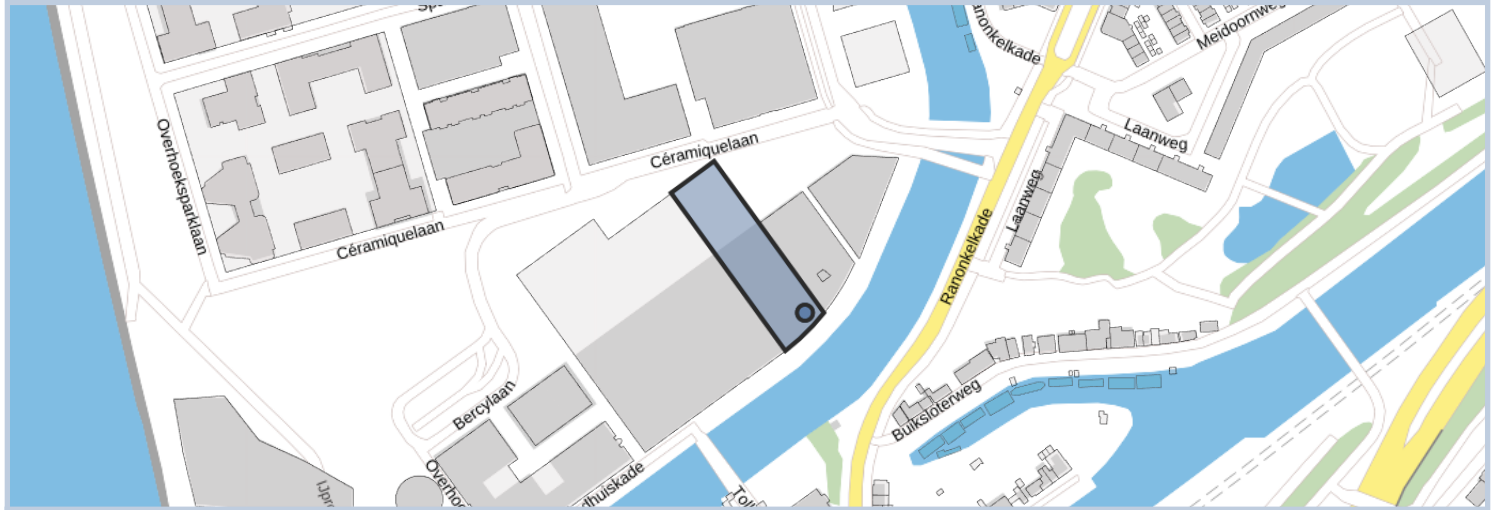 Ranonkelkade
Meidoornweg
Laanweg
Céramiquelaan
Overhoeksparklaan
Laanweg
Céramiquelaan
Ranonkelkade
Bercylaan
Buiksloterweg